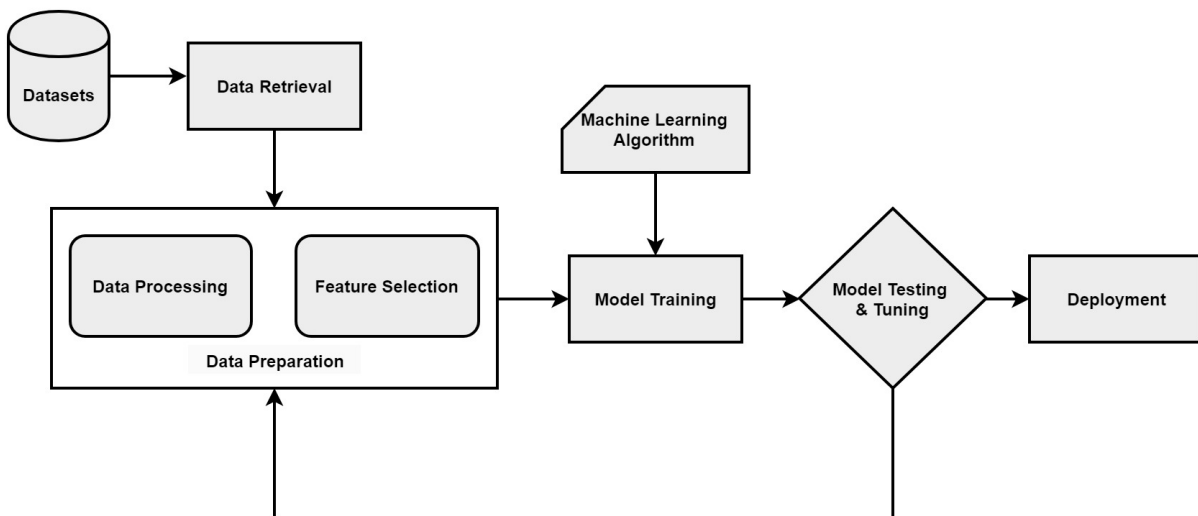 Datasets
Data Retrieval
Machine Learning
Algorithm
Data Processing
Feature Selection
Data Preparation
Model Training
Model Testing
& Tuning
Deployment